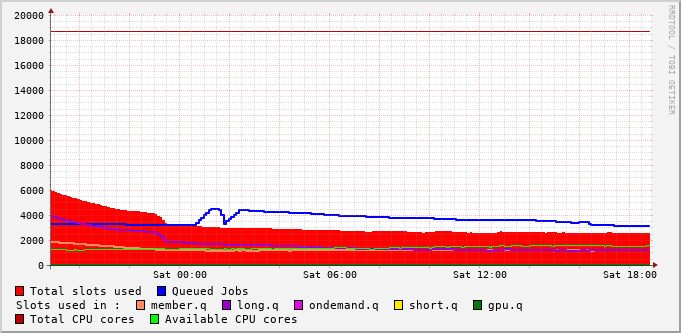 RRDTOOL / TOBI OETIKER
20000
18000
16000
14000
12000
10000
8000
6000
4000
2000
0
Sat 00:00 Sat 06:00 Sat 12:00 Sat 18:00
Total slots used Queued Jobs
Slots used in : member.q long.q ondemand.q short.q gpu.q
Total CPU cores Available CPU cores